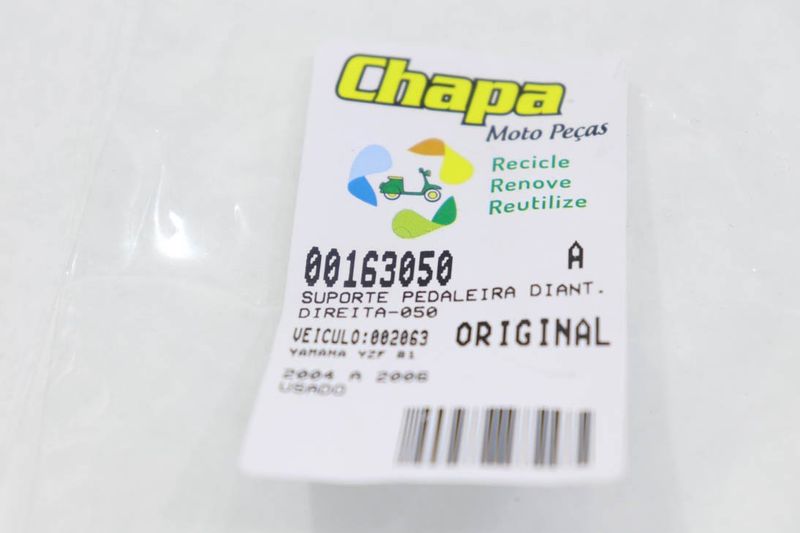 Chapa
Moto Peças
Recicle
Renove
Reutilize
00163050 A
SUPORTE PEDALEIRA DIANT.
DIREITA-050
VEICULO:002063 ORIGINAL
YAMAHA YZF R1
2004 A 2006
USADO